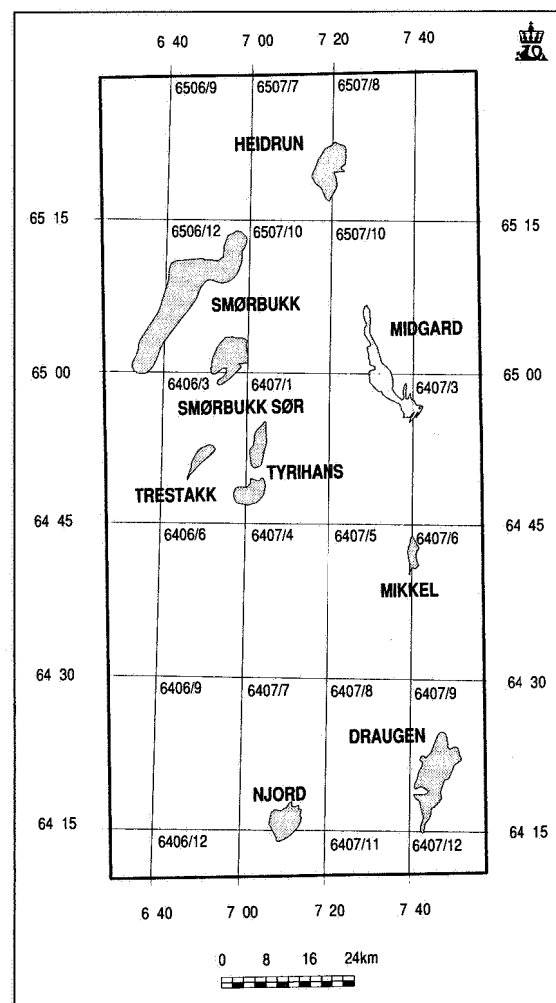 6 40 7 00 7 20 7 40
6506/9 6507/7 6507/8
HEIDRUN
65 15 65 15
6506/12 6507/10 6507/10
SMØRBUKK
MIDGARD
65 00 65 00
6406/3 6407/1 6407/3
SMØRBUKK SØR
TYRIHANS
TRESTAKK
64 45 64 45
6406/6 6407/4 6407/5 6407/6
MIKKEL
64 30 64 30
6406/9 6407/7 6407/8 6407/9
DRAUGEN
NJORD
64 15 64 15
6406/12 6407/11 6407/12
6 40 7 00 7 20 7 40
0 8 16 24km